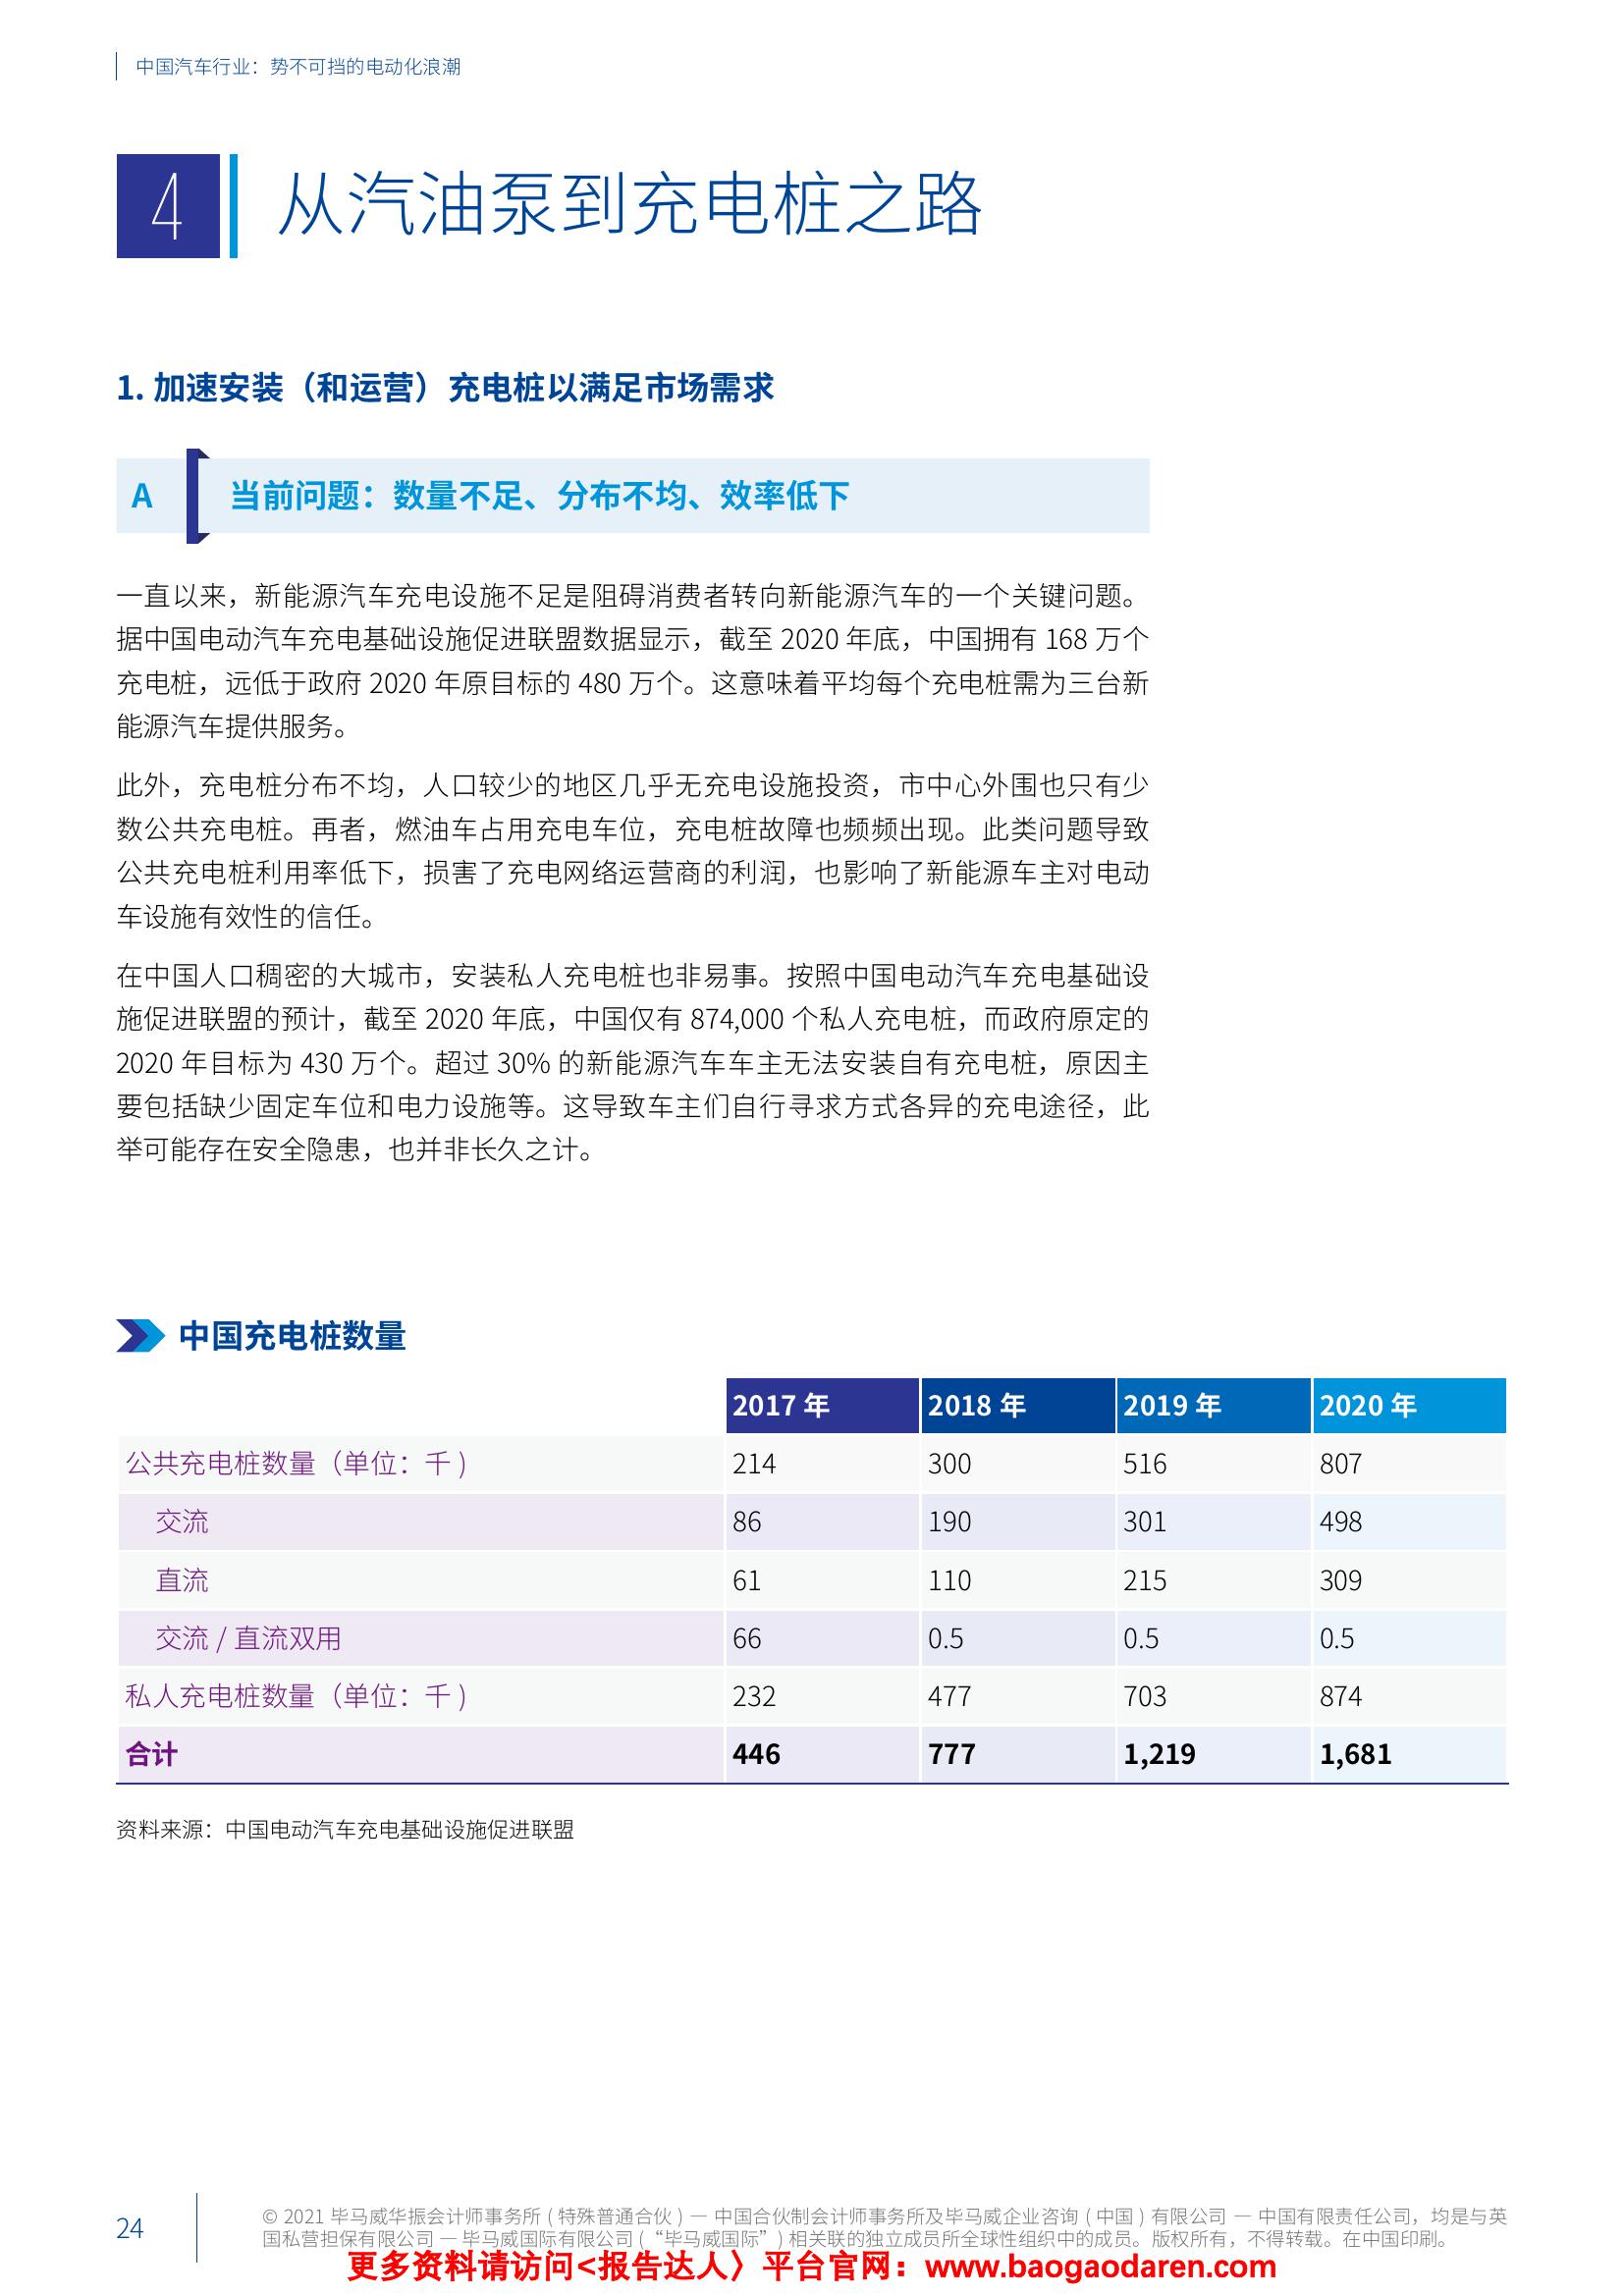 中国汽车行业：势不可挡的电动化浪潮
4 从汽油泵到充电桩之路
1. 加速安装（和运营）充电桩以满足市场需求
A 当前问题：数量不足、分布不均、效率低下
一直以来，新能源汽车充电设施不足是阻碍消费者转向新能源汽车的一个关键问题。
据中国电动汽车充电基础设施促进联盟数据显示，截至 2020 年底，中国拥有 168 万个
充电桩，远低于政府 2020 年原目标的 480 万个。这意味着平均每个充电桩需为三台新
能源汽车提供服务。
此外，充电桩分布不均，人口较少的地区几乎无充电设施投资，市中心外围也只有少
数公共充电桩。再者，燃油车占用充电车位，充电桩故障也频频出现。此类问题导致
公共充电桩利用率低下，损害了充电网络运营商的利润，也影响了新能源车主对电动
车设施有效性的信任。
在中国人口稠密的大城市，安装私人充电桩也非易事。按照中国电动汽车充电基础设
施促进联盟的预计，截至 2020 年底，中国仅有 874,000 个私人充电桩，而政府原定的
2020 年目标为 430 万个。超过 30% 的新能源汽车车主无法安装自有充电桩，原因主
要包括缺少固定车位和电力设施等。这导致车主们自行寻求方式各异的充电途径，此
举可能存在安全隐患，也并非长久之计。
中国充电桩数量
2017 年 2018 年 2019 年 2020 年
公共充电桩数量（单位：千 ) 214 300 516 807
交流 86 190 301 498
直流 61 110 215 309
交流 / 直流双用 66 0.5 0.5 0.5
私人充电桩数量（单位：千 ) 232 477 703 874
合计 446 777 1,219 1,681
资料来源：中国电动汽车充电基础设施促进联盟
24
© 2021 毕马威华振会计师事务所 ( 特殊普通合伙 ) — 中国合伙制会计师事务所及毕马威企业咨询 ( 中国 ) 有限公司 — 中国有限责任公司，均是与英
国私营担保有限公司 — 毕马威国际有限公司 (“毕马威国际”) 相关联的独立成员所全球性组织中的成员。版权所有，不得转载。在中国印刷。
更多资料请访问<报告达人〉平台官网：www.baogaodaren.com